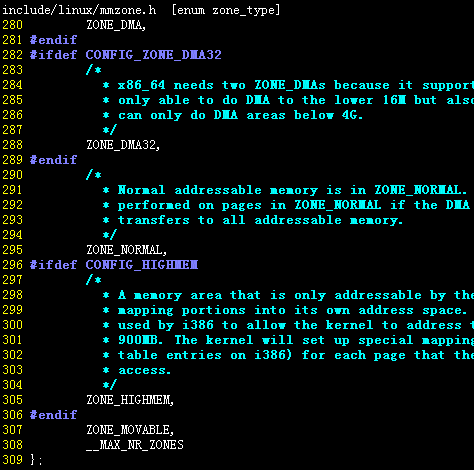 include/linux/mmzone.h [enum zone_type]
280 ZONE_DMA,
281 #endif
282 #ifdef CONFIG_ZONE_DMA32
283 /*
284 * x86_64 needs two ZONE_DMAs because it support
285 * only able to do DMA to the lower 16M but also
286 * can only do DMA areas below 4G.
287 */
288 ZONE_DMA32,
289 #endif
290 /*
291 * Normal addressable memory is in ZONE_NORMAL.
292 * performed on pages in ZONE_NORMAL if the DMA
293 * transfers to all addressable memory.
294 */
295 ZONE_NORMAL,
296 #ifdef CONFIG_HIGHMEM
297 /*
298 * A memory area that is only addressable by the
299 * mapping portions into its own address space.
300 * used by i386 to allow the kernel to address t
301 * 900MB. The kernel will set up special mapping
302 * table entries on i386) for each page that the
303 * access.
304 */
305 ZONE_HIGHMEM,
306 #endif
307 ZONE_MOVABLE,
308 __MAX_NR_ZONES
309 };